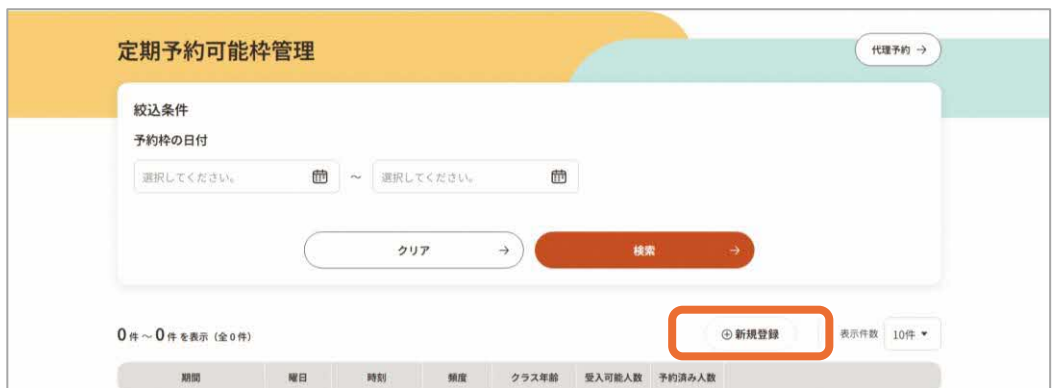 定期予約可能枠管理
代理予約 →
絞込条件
予約枠の日付
選択してください。 ～ 選択してください。
クリア → 検索 →
0件～0件を表示（全0件） ⊕新規登録 表示件数 10件 ▼
期間 曜日 時刻 頻度 クラス年齢 受入可能人数 予約済み人数